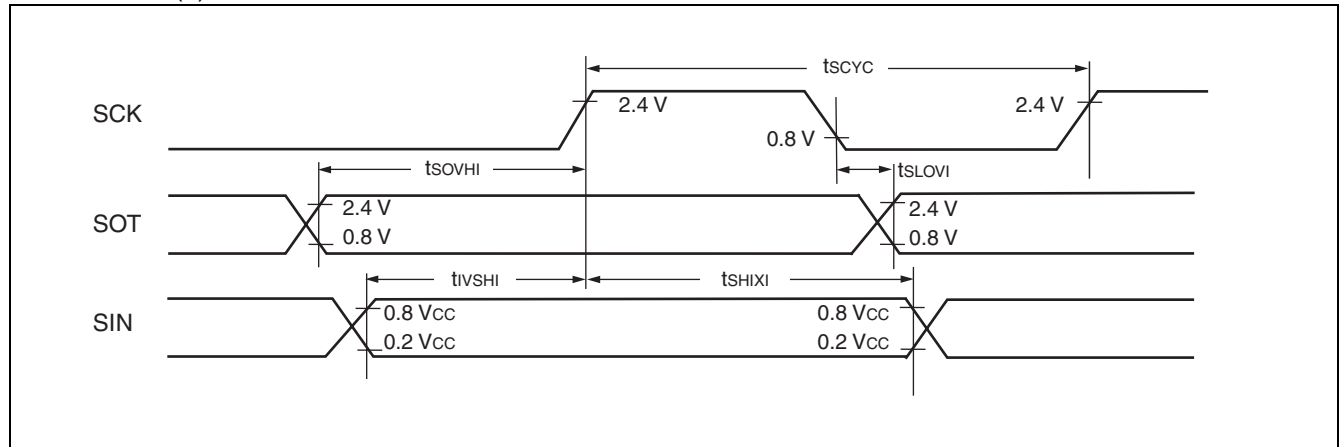 tSCYC
SCK
2.4 V
2.4 V
0.8 V
tSOVHI
tSLOVI
SOT
2.4 V
2.4 V
0.8 V
0.8 V
tIVSHI
tSHIXI
SIN
0.8 VCC
0.8 VCC
0.2 VCC
0.2 VCC